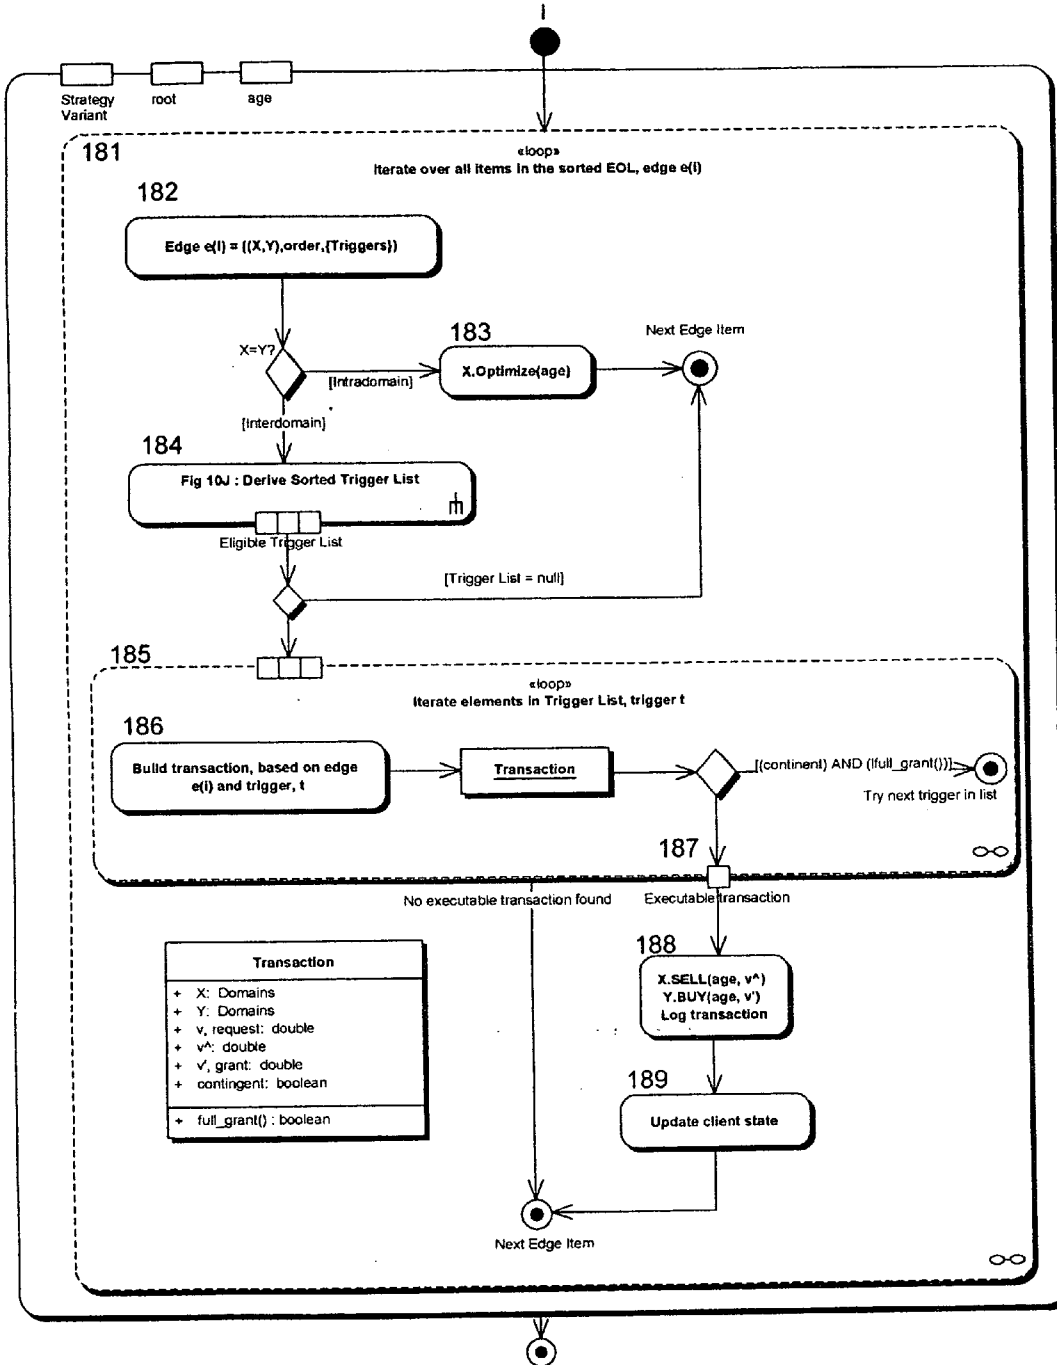 Strategy
Variant
root
age
181
«loop»
Iterate over all items in the sorted EOL, edge e(i)
182
Edge e(i) = ((X,Y),order,{Triggers})
X=Y?
[Intradomain]
183
X.Optimize(age)
Next Edge Item
[Interdomain]
184
Fig 10J : Derive Sorted Trigger List
Eligible Trigger List
[Trigger List = null]
185
«loop»
Iterate elements in Trigger List, trigger t
186
Build transaction, based on edge
e(i) and trigger, t
Transaction
[(continent) AND (!full_grant())]
Try next trigger in list
187
No executable transaction found
Executable transaction
Transaction
+ X: Domains
+ Y: Domains
+ v, request: double
+ v^: double
+ v', grant: double
+ contingent: boolean
+ full_grant() : boolean
188
X.SELL(age, v^)
Y.BUY(age, v')
Log transaction
189
Update client state
Next Edge Item